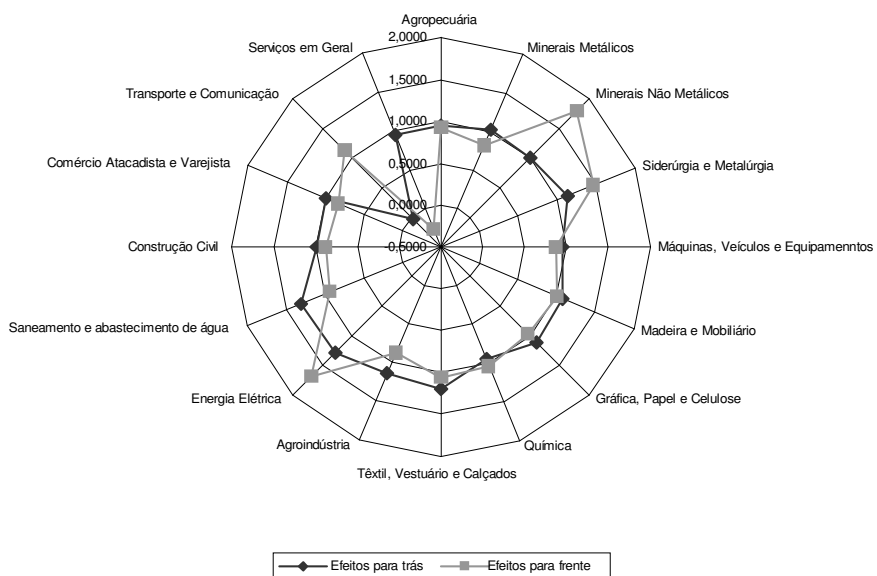 Agropecuária
2,0000
Serviços em Geral
Minerais Metálicos
1,5000
Transporte e Comunicação
Minerais Não Metálicos
1,0000
Comércio Atacadista e Varejista
0,5000
Siderúrgia e Metalúrgia
0,0000
Construção Civil
-0,5000
Máquinas, Veículos e Equipamenntos
Saneamento e abastecimento de água
Madeira e Mobiliário
Energia Elétrica
Gráfica, Papel e Celulose
Agroindústria
Química
Têxtil, Vestuário e Calçados
Efeitos para trás
Efeitos para frente